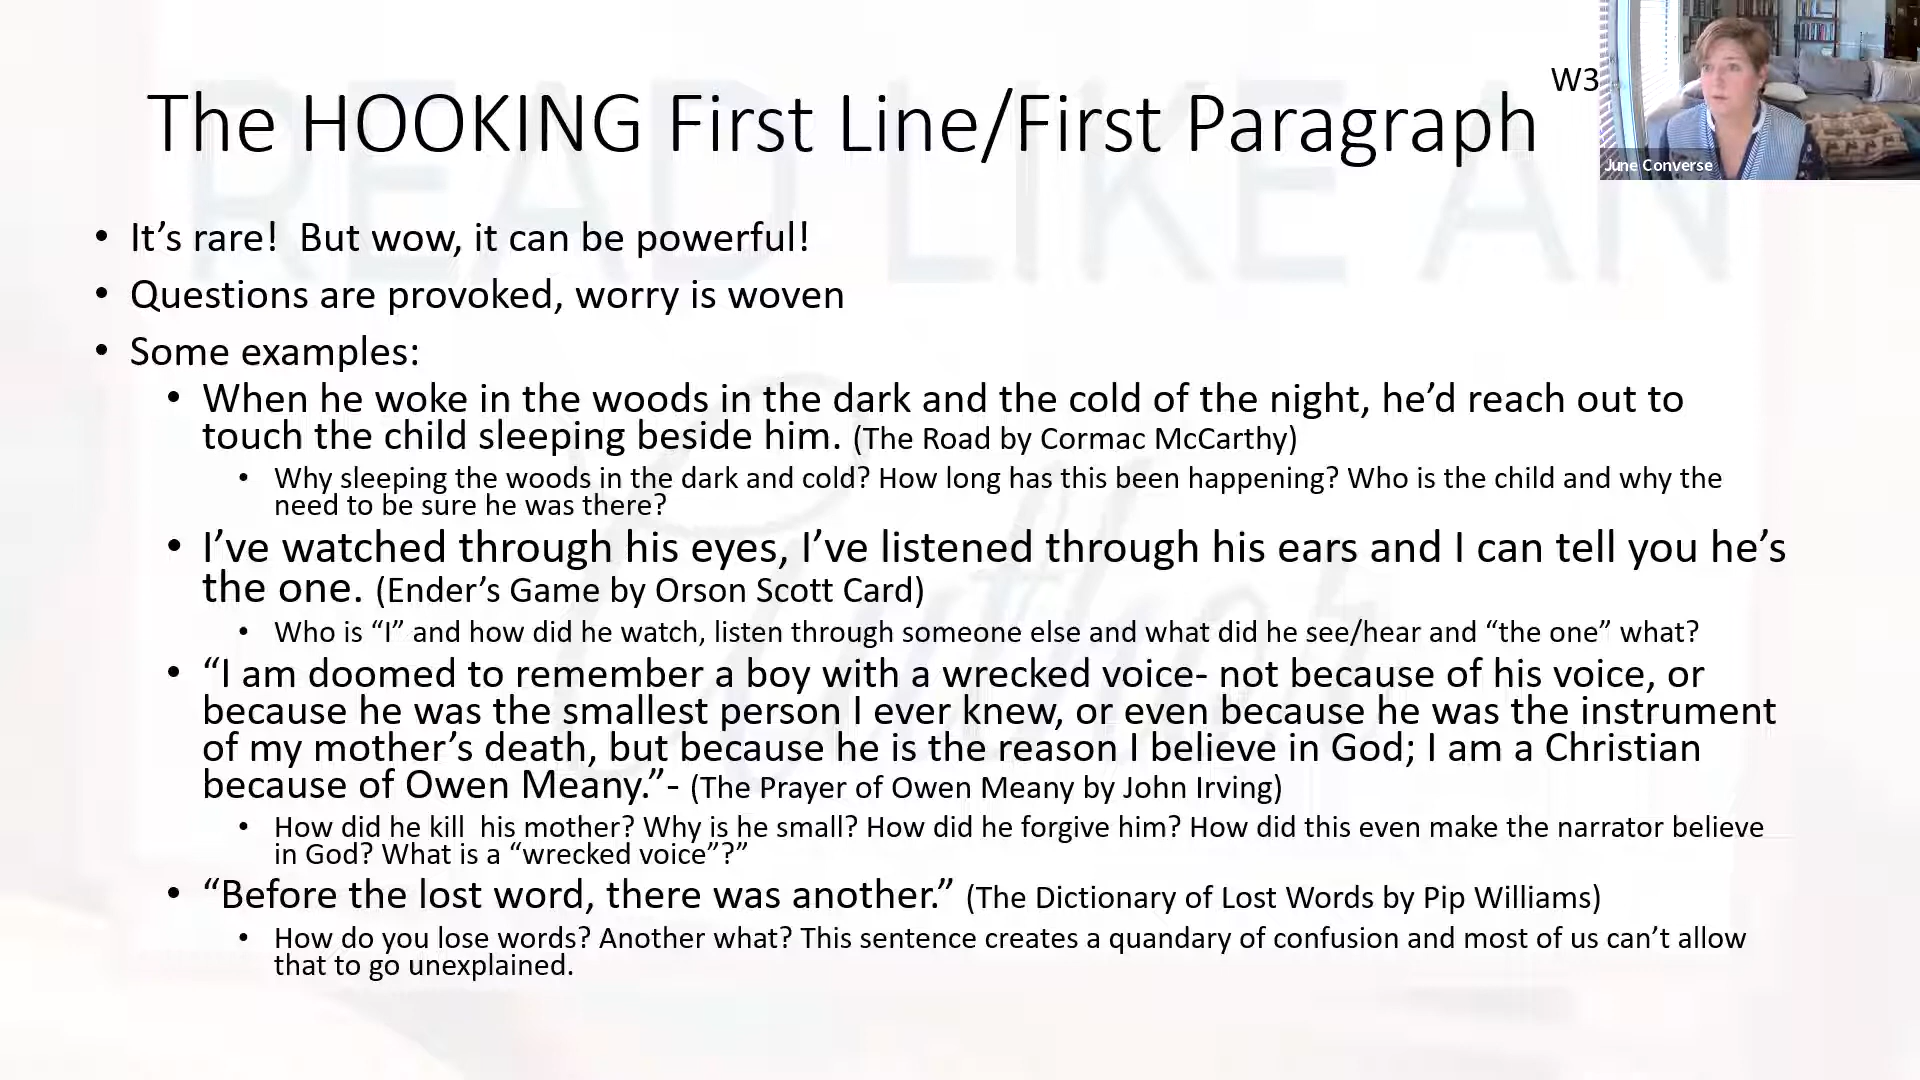 The HOOKING First Line/First Paragraph
W3
June Converse
READ LIKE AN
Author
• It’s rare!  But wow, it can be powerful!
• Questions are provoked, worry is woven
• Some examples:
• When he woke in the woods in the dark and the cold of the night, he’d reach out to
touch the child sleeping beside him. (The Road by Cormac McCarthy)
• Why sleeping the woods in the dark and cold? How long has this been happening? Who is the child and why the
need to be sure he was there?
• I’ve watched through his eyes, I’ve listened through his ears and I can tell you he’s
the one. (Ender’s Game by Orson Scott Card)
• Who is “I” and how did he watch, listen through someone else and what did he see/hear and “the one” what?
• “I am doomed to remember a boy with a wrecked voice- not because of his voice, or
because he was the smallest person I ever knew, or even because he was the instrument
of my mother’s death, but because he is the reason I believe in God; I am a Christian
because of Owen Meany.”- (The Prayer of Owen Meany by John Irving)
• How did he kill  his mother? Why is he small? How did he forgive him? How did this even make the narrator believe
in God? What is a “wrecked voice”?”
• “Before the lost word, there was another.” (The Dictionary of Lost Words by Pip Williams)
• How do you lose words? Another what? This sentence creates a quandary of confusion and most of us can’t allow
that to go unexplained.